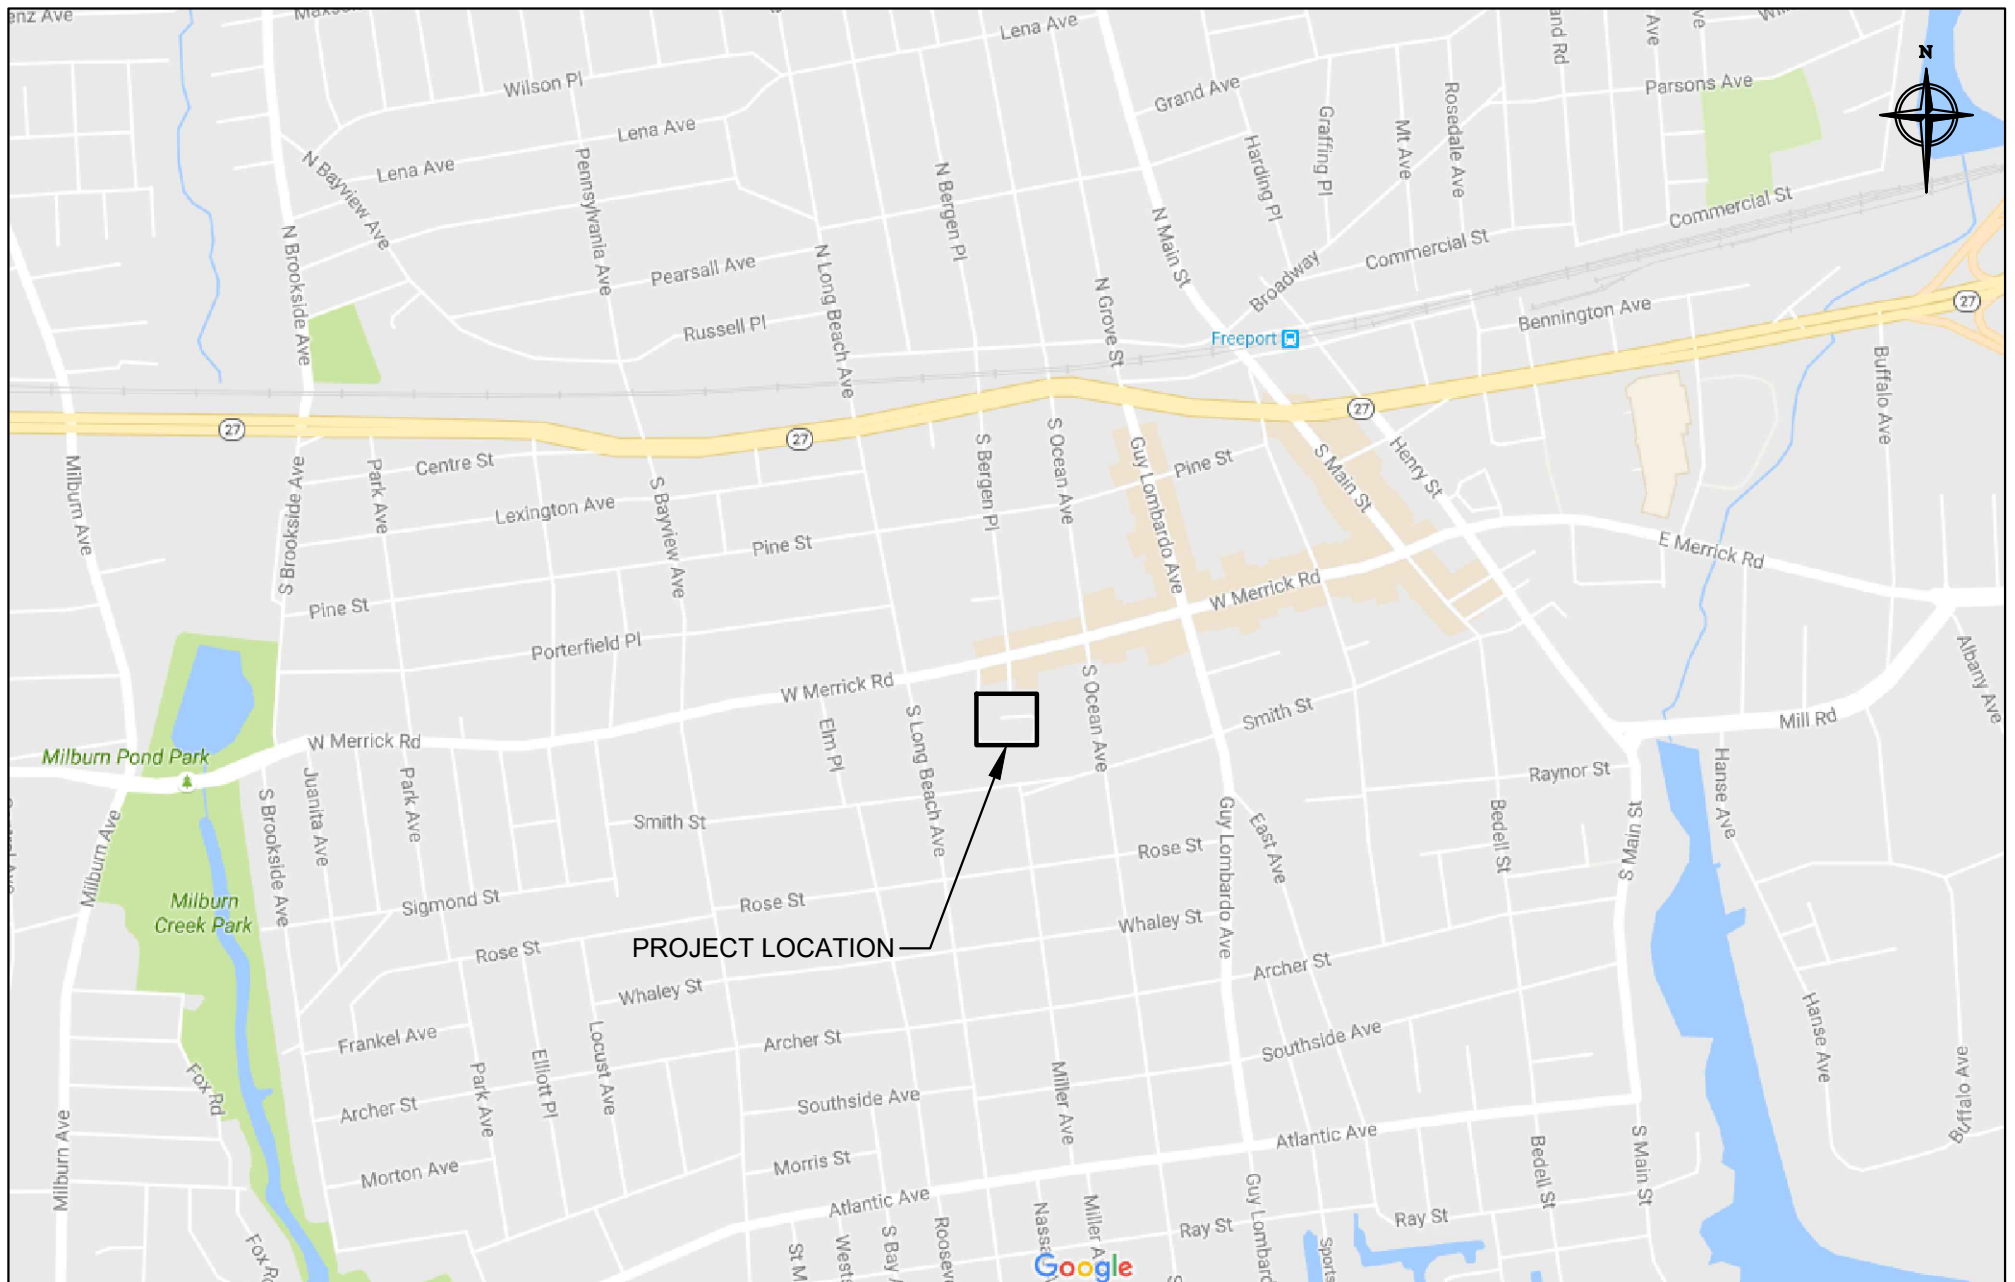 Lena Ave
Wilson Pl
Grand Ave
Parsons Ave
N
Lena Ave
Lena Ave
N Bayview Ave
Pennsylvania Ave
N Bergen Pl
Harding Pl
Graffing Pl
Mt Ave
Rosedale Ave
Commercial St
N Brookside Ave
Pearsall Ave
N Long Beach Ave
N Main St
Commercial St
Broadway
N Grove St
Russell Pl
Freeport
Bennington Ave
27
Buffalo Ave
27
27
27
Milburn Ave
S Brookside Ave
Park Ave
Centre St
Lexington Ave
S Bayview Ave
Pine St
S Bergen Pl
S Ocean Ave
Guy Lombardo Ave
Pine St
S Main St
Henry St
E Merrick Rd
Pine St
Porterfield Pl
W Merrick Rd
W Merrick Rd
Albany Ave
Milburn Pond Park
W Merrick Rd
Juanita Ave
Park Ave
Elm Pl
S Long Beach Ave
S Ocean Ave
Smith St
Mill Rd
Raynor St
Hanse Ave
Milburn Ave
S Brookside Ave
Smith St
Guy Lombardo Ave
East Ave
Rose St
Bedell St
S Main St
Milburn
Creek Park
Sigmond St
Rose St
Whaley St
PROJECT LOCATION
Rose St
Archer St
Whaley St
Frankel Ave
Elliott Pl
Locust Ave
Archer St
Southside Ave
Hanse Ave
Fox Rd
Archer St
Park Ave
Southside Ave
Miller Ave
Buffalo Ave
Milburn Ave
Morton Ave
Morris St
Atlantic Ave
Atlantic Ave
Bedell St
S Main St
Fox Rd
St M
S Bay
Miller A
Ray St
Guy Lombard
Ray St
Google